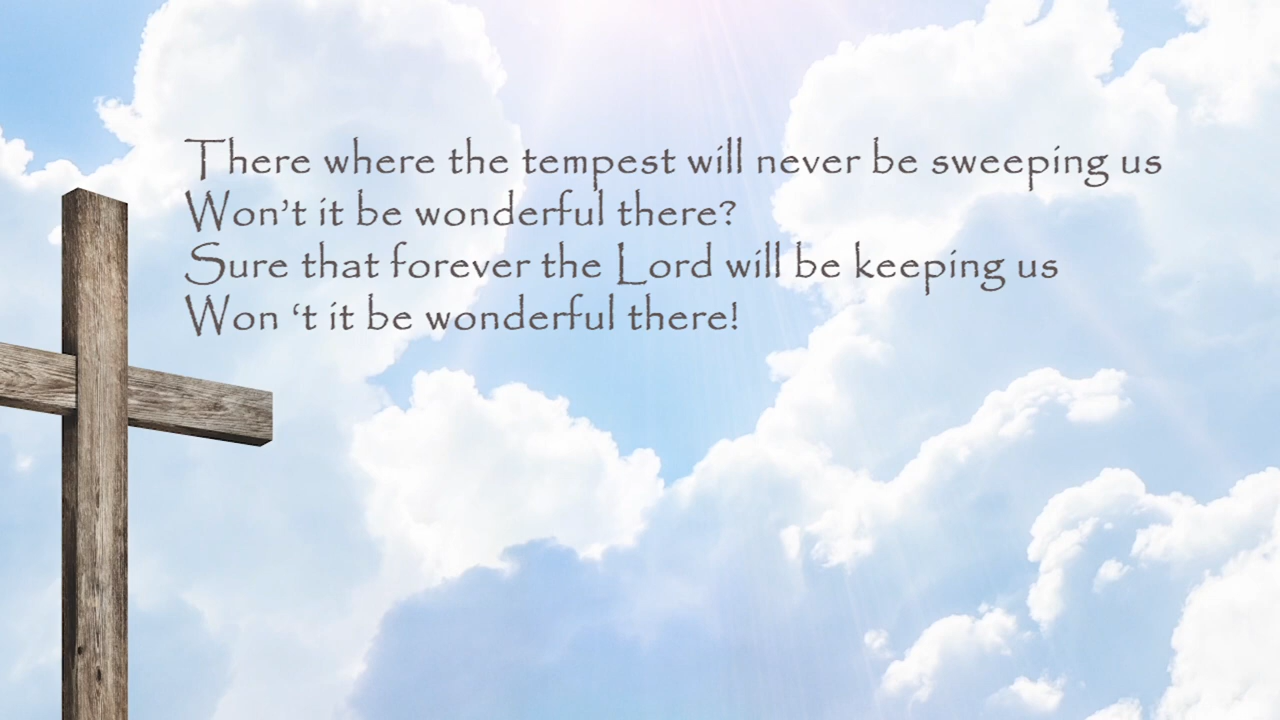 There where the tempest will never be sweeping us
Won’t it be wonderful there?
Sure that forever the Lord will be keeping us
Won ‘t it be wonderful there!